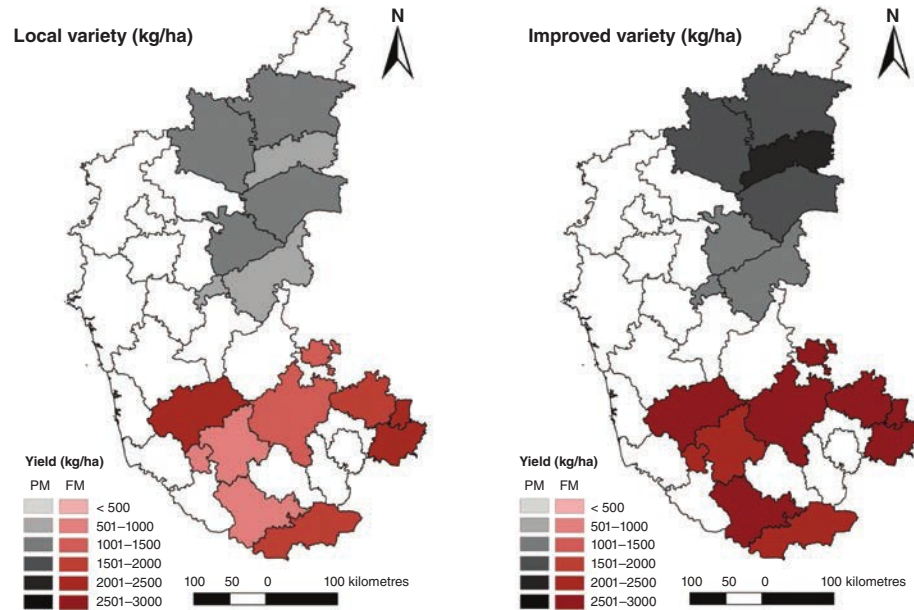 Local variety (kg/ha)
N
Yield (kg/ha)
PM FM
< 500
501–1000
1001–1500
1501–2000
2001–2500
2501–3000
100 50 0 100 kilometres
Improved variety (kg/ha)
N
Yield (kg/ha)
PM FM
< 500
501–1000
1001–1500
1501–2000
2001–2500
2501–3000
100 50 0 100 kilometres